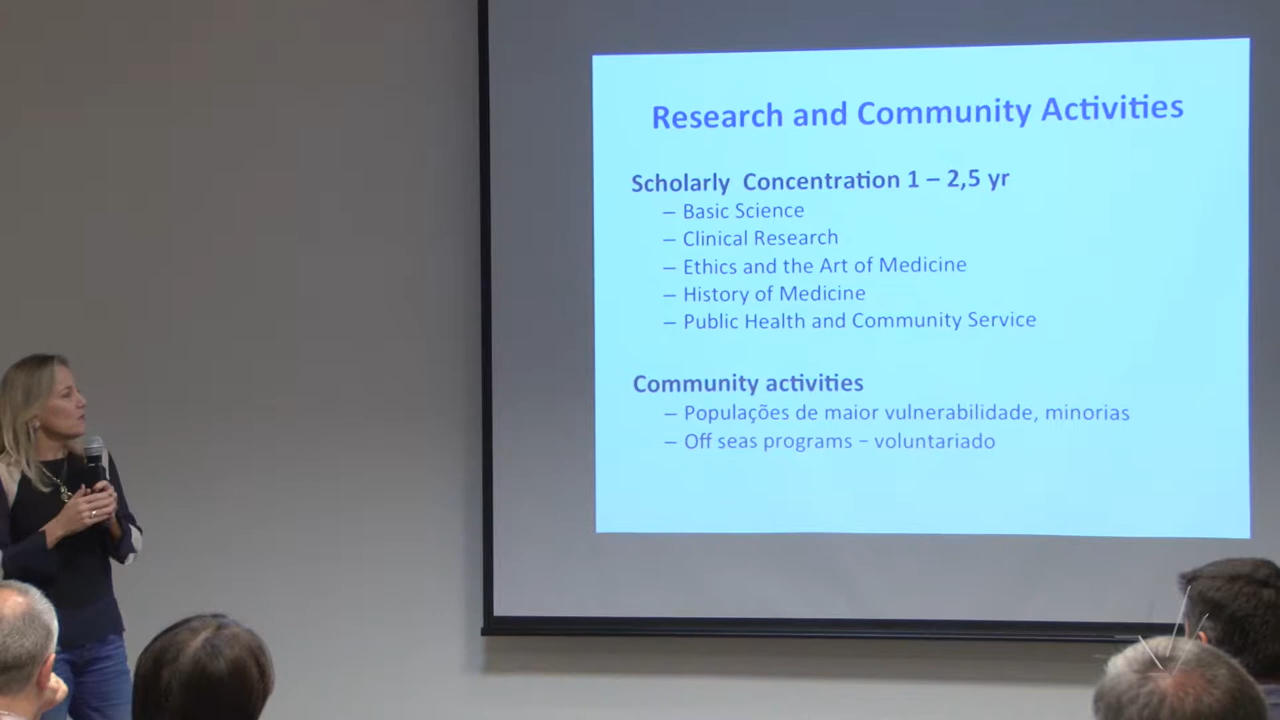 Research and Community Activities
Scholarly Concentration 1 – 2,5 yr
– Basic Science
– Clinical Research
– Ethics and the Art of Medicine
– History of Medicine
– Public Health and Community Service
Community activities
– Populações de maior vulnerabilidade, minorias
– Off seas programs – voluntariado